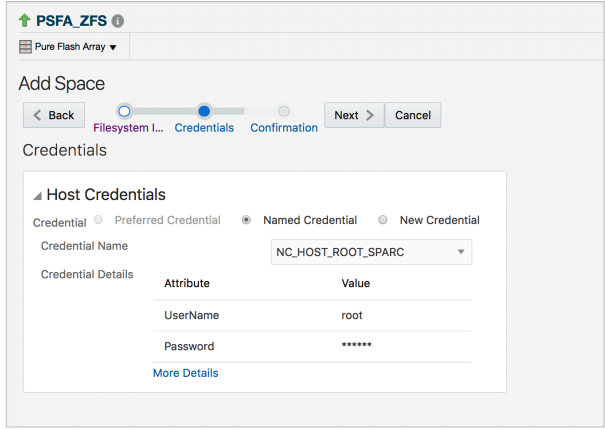 PSFA_ZFS
Pure Flash Array
Add Space
Back
Filesystem I... Credentials Confirmation
Next Cancel
Credentials
Host Credentials
Credential Preferred Credential Named Credential New Credential
Credential Name NC_HOST_ROOT_SPARC
Credential Details
Attribute Value
UserName root
Password ******
More Details